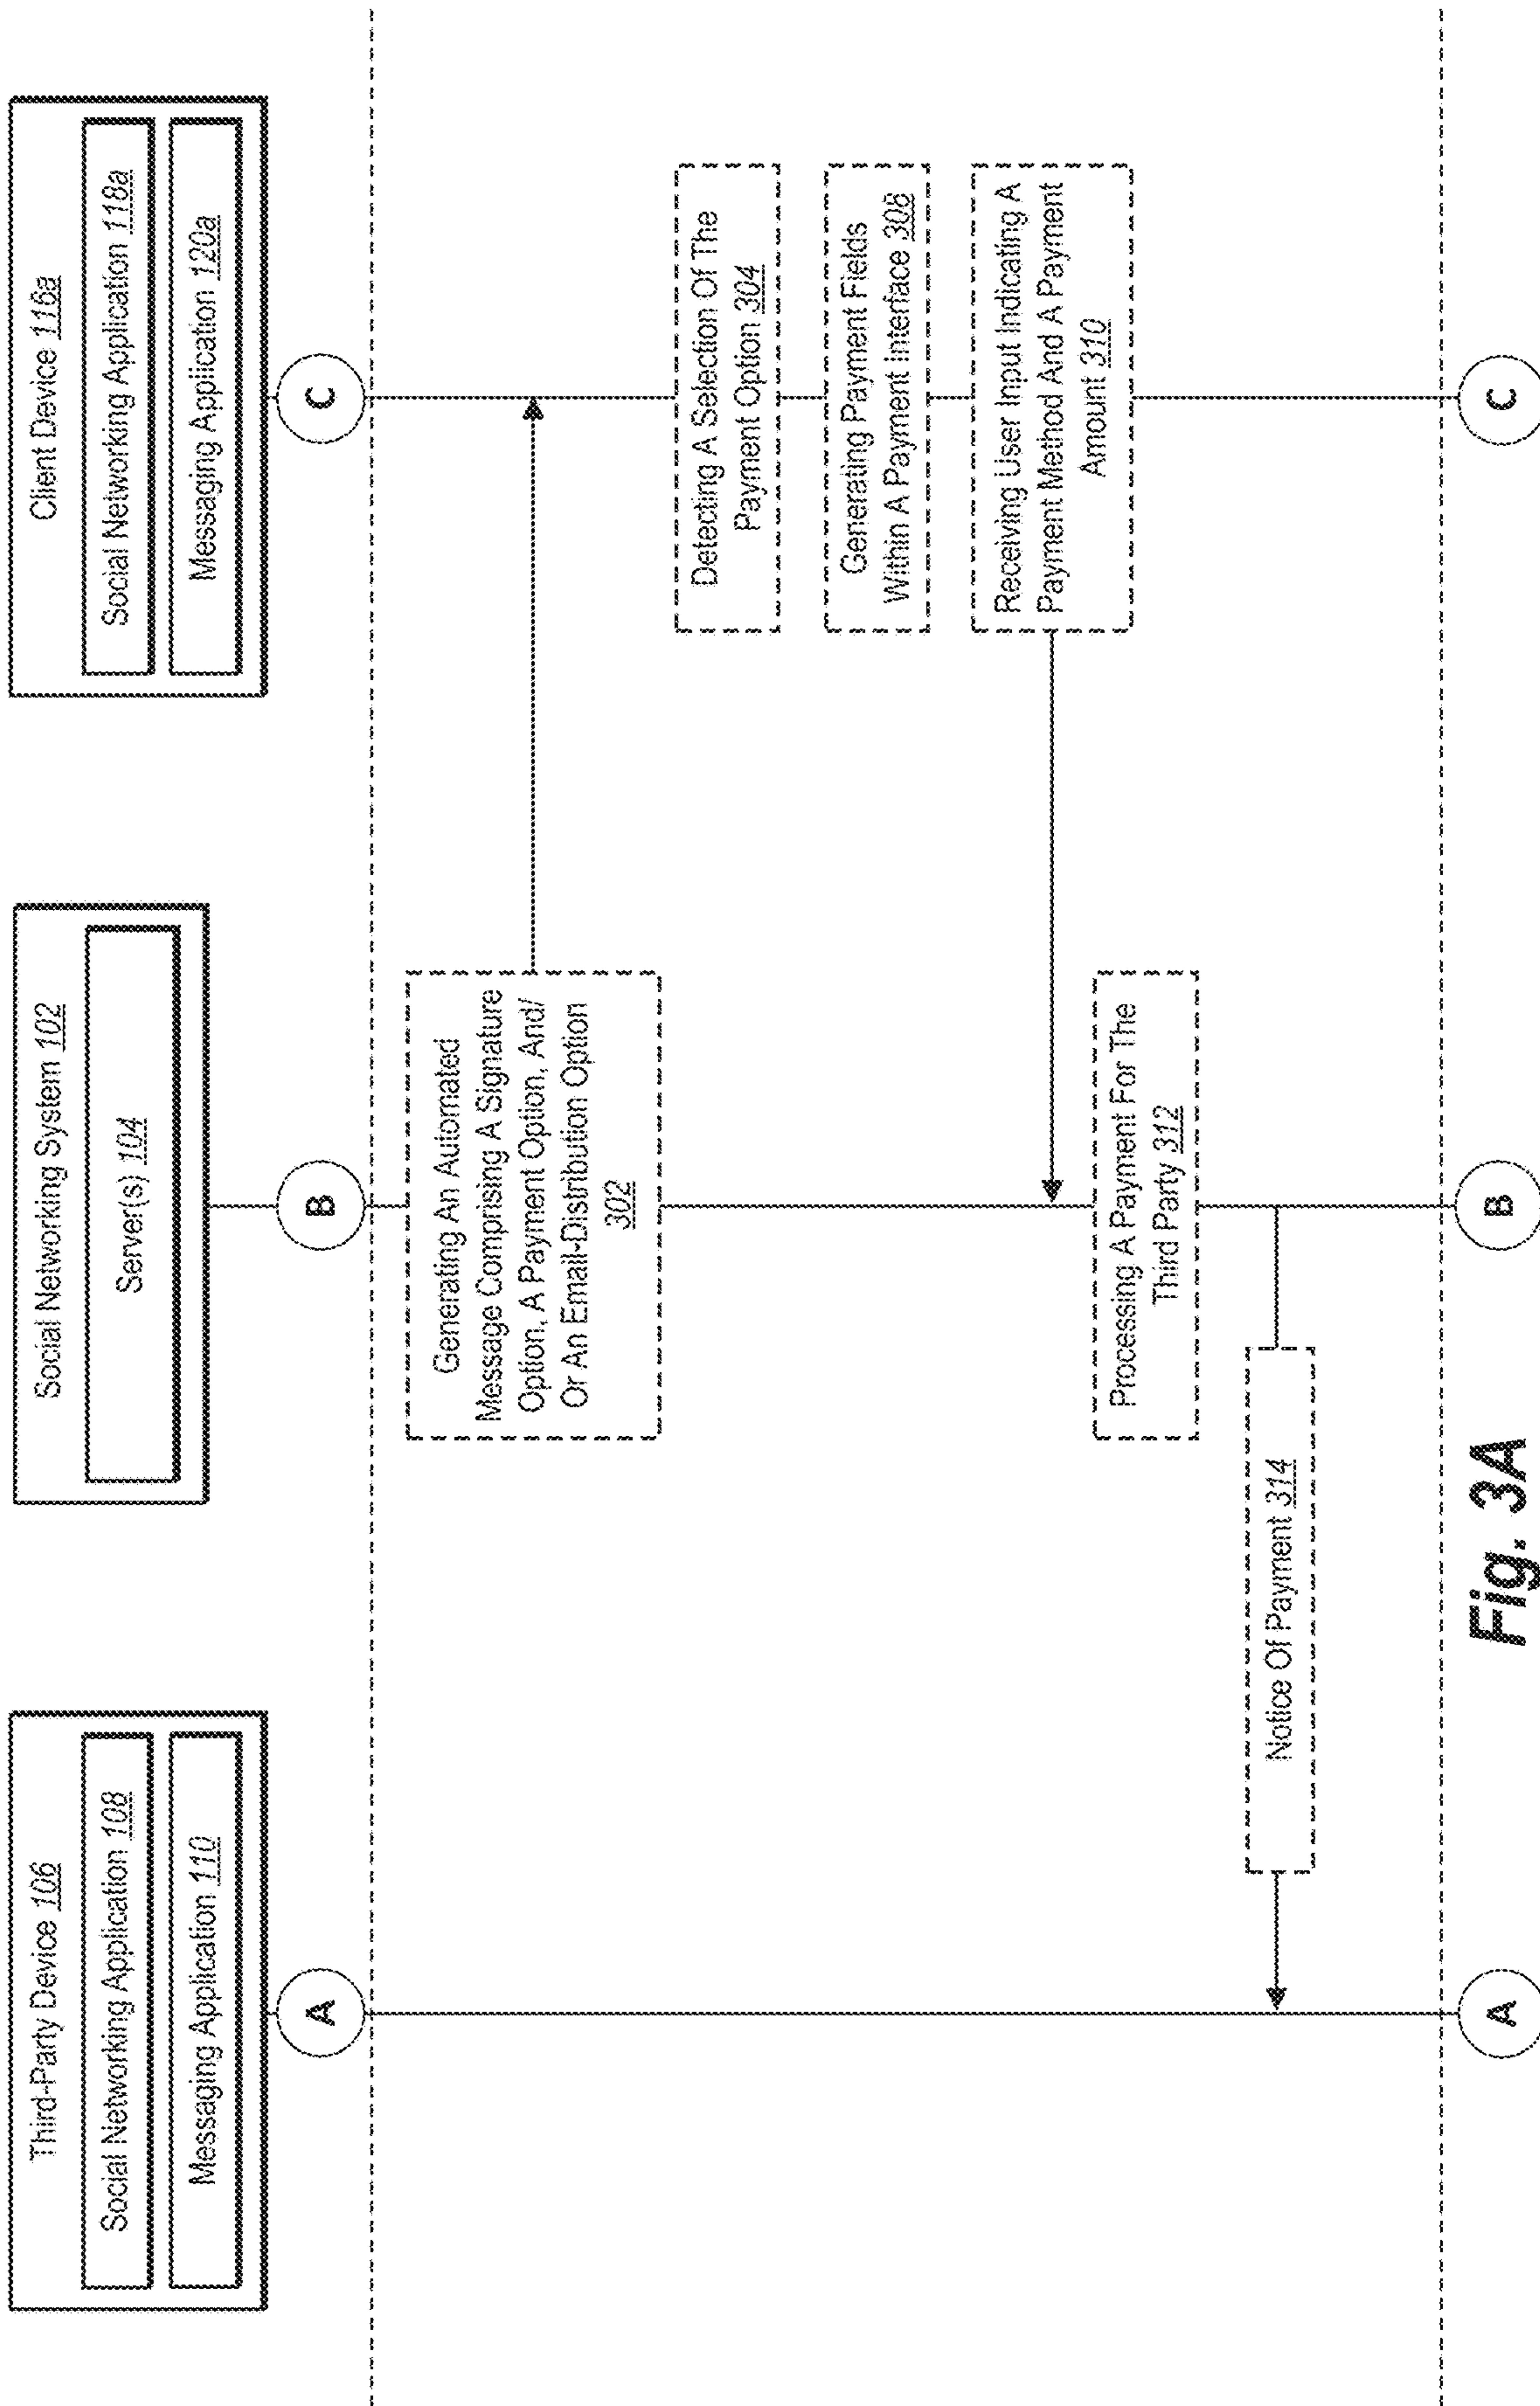 Third-Party Device 106
Social Networking Application 108
Messaging Application 110
Social Networking System 102
Server(s) 104
Client Device 116a
Social Networking Application 118a
Messaging Application 120a
A
B
C
Generating An Automated
Message Comprising A Signature
Option, A Payment Option, And/
Or An Email-Distribution Option
302
Detecting A Selection Of The
Payment Option 304
Generating Payment Fields
Within A Payment Interface 308
Receiving User Input Indicating A
Payment Method And A Payment
Amount 310
Processing A Payment For The
Third Party 312
Notice Of Payment 314
A
B
C
Fig. 3A